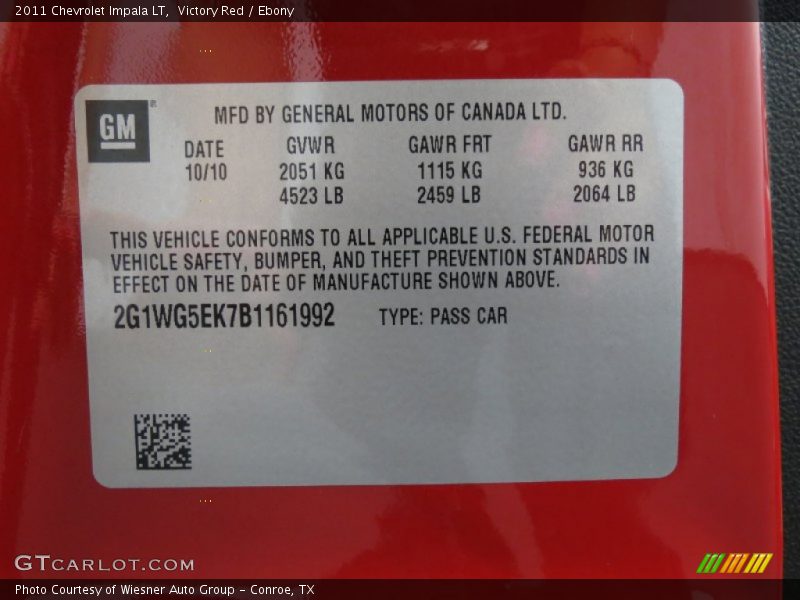 2011 Chevrolet Impala LT, Victory Red / Ebony
GM ®
MFD BY GENERAL MOTORS OF CANADA LTD.
DATE GVWR GAWR FRT GAWR RR
10/10 2051 KG 1115 KG 936 KG
4523 LB 2459 LB 2064 LB
THIS VEHICLE CONFORMS TO ALL APPLICABLE U.S. FEDERAL MOTOR
VEHICLE SAFETY, BUMPER, AND THEFT PREVENTION STANDARDS IN
EFFECT ON THE DATE OF MANUFACTURE SHOWN ABOVE.
2G1WG5EK7B1161992 TYPE: PASS CAR
GTCARLOT.COM
Photo Courtesy of Wiesner Auto Group - Conroe, TX